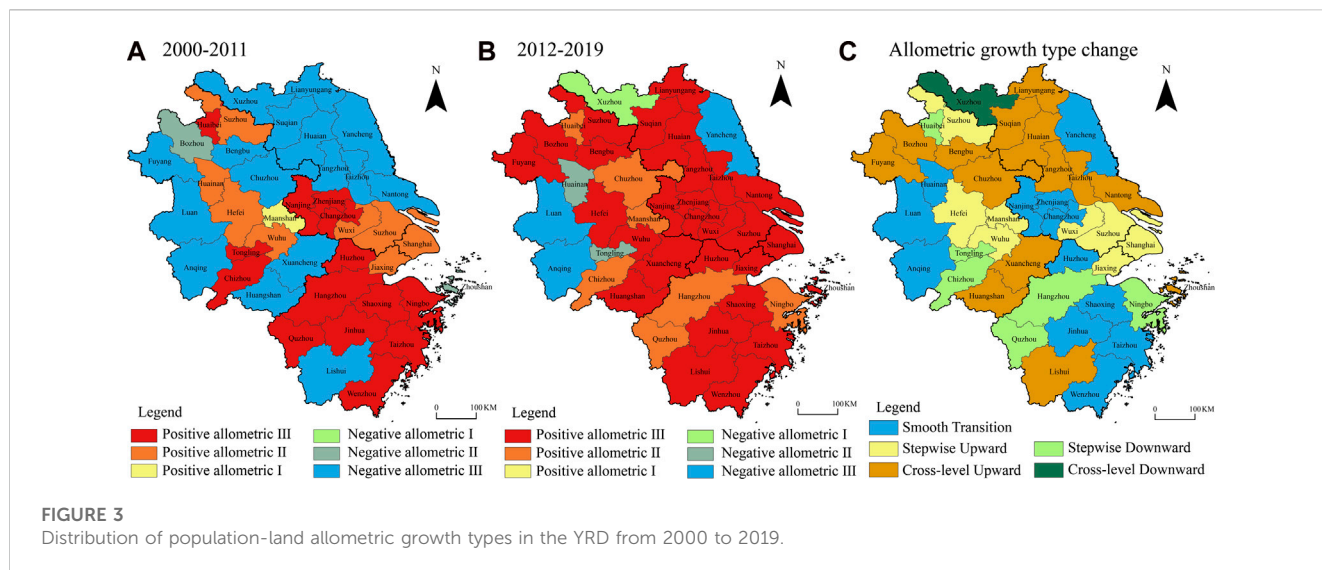 A 2000-2011
N
Xuzhou
Lianyungang
Suqian
Huaibei
Suzhou
Bozhou
Huaian
Yancheng
Fuyang
Bengbu
Huainan
Chuzhou
Yangzhou
Taizhou
Nantong
Luan
Hefei
Maanshan
Nanjing
Zhenjiang
Changzhou
Wuxi
Suzhou
Shanghai
Wuhu
Tongling
Anqing
Chizhou
Xuancheng
Huzhou
Jiaxing
Huangshan
Hangzhou
Shaoxing
Ningbo
Zhoushan
Quzhou
Jinhua
Taizhou
Lishui
Wenzhou
0 100KM
Legend
Positive allometric III
Positive allometric II
Positive allometric I
Negative allometric I
Negative allometric II
Negative allometric III
B 2012-2019
N
Xuzhou
Lianyungang
Suqian
Huaibei
Suzhou
Bozhou
Huaian
Yancheng
Fuyang
Bengbu
Huainan
Chuzhou
Yangzhou
Taizhou
Nantong
Luan
Hefei
Maanshan
Nanjing
Zhenjiang
Changzhou
Wuxi
Suzhou
Shanghai
Wuhu
Tongling
Anqing
Chizhou
Xuancheng
Huzhou
Jiaxing
Huangshan
Hangzhou
Shaoxing
Ningbo
Zhoushan
Quzhou
Jinhua
Taizhou
Lishui
Wenzhou
0 100KM
Legend
Positive allometric III
Positive allometric II
Positive allometric I
Negative allometric I
Negative allometric II
Negative allometric III
C Allometric growth type change
N
Xuzhou
Lianyungang
Suqian
Huaibei
Suzhou
Bozhou
Huaian
Yancheng
Fuyang
Bengbu
Huainan
Chuzhou
Yangzhou
Taizhou
Nantong
Luan
Hefei
Maanshan
Nanjing
Zhenjiang
Changzhou
Wuxi
Suzhou
Shanghai
Wuhu
Tongling
Anqing
Chizhou
Xuancheng
Huzhou
Jiaxing
Huangshan
Hangzhou
Shaoxing
Ningbo
Zhoushan
Quzhou
Jinhua
Taizhou
Lishui
Wenzhou
0 100KM
Legend
Smooth Transition
Stepwise Upward
Cross-level Upward
Stepwise Downward
Cross-level Downward
FIGURE 3
Distribution of population-land allometric growth types in the YRD from 2000 to 2019.